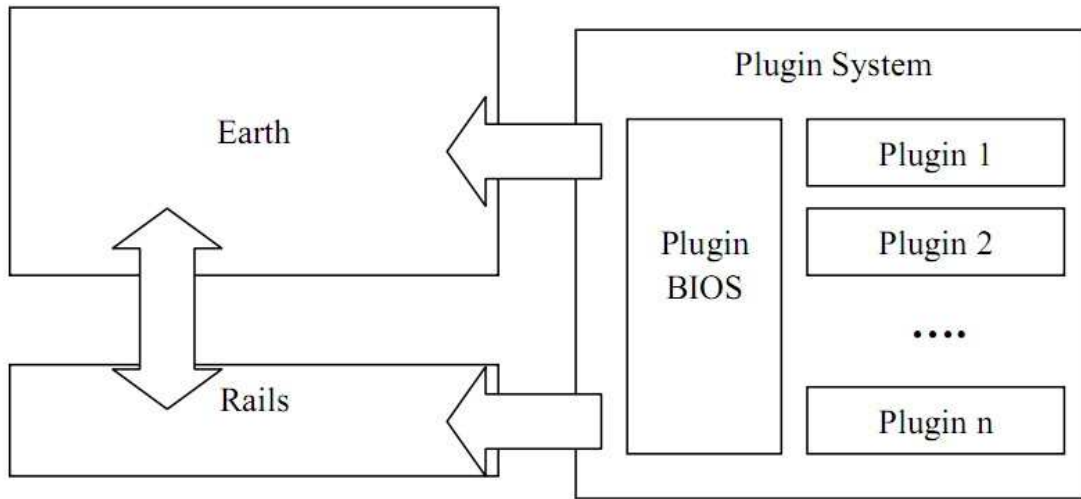 Earth
Rails
Plugin System
Plugin
BIOS
Plugin 1
Plugin 2
....
Plugin n